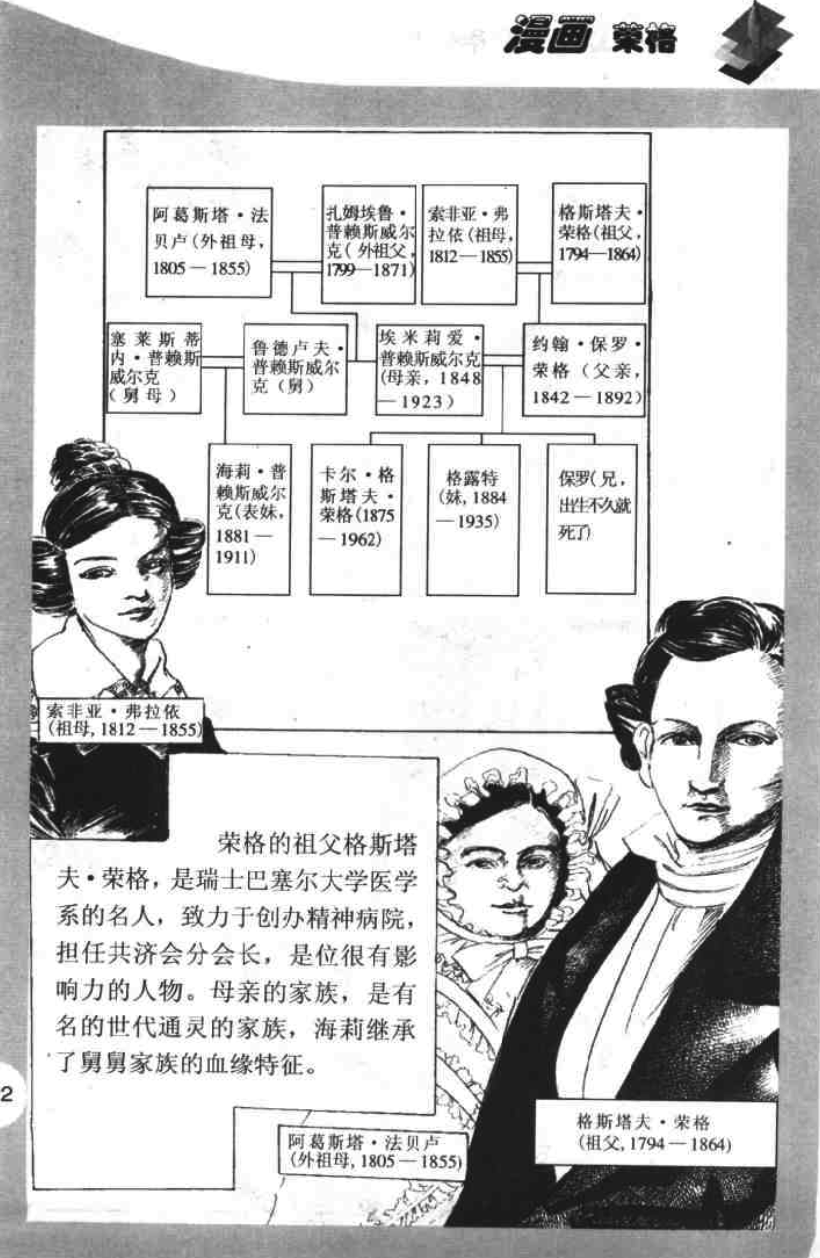 漫画 荣格
阿葛斯塔·法
贝卢(外祖母,
1805—1855)
扎姆埃鲁·
普赖斯威尔
克(外祖父,
1799—1871)
索非亚·弗
拉依(祖母,
1812—1855)
格斯塔夫·
荣格(祖父,
1794—1864)
塞莱斯蒂
内·普赖斯
威尔克
(舅母)
鲁德卢夫·
普赖斯威尔
克(舅)
埃米莉爱·
普赖斯威尔克
(母亲,1848
—1923)
约翰·保罗·
荣格(父亲,
1842—1892)
海莉·普
赖斯威尔
克(表妹,
1881—
1911)
卡尔·格
斯塔夫·
荣格(1875
—1962)
格露特
(妹,1884
—1935)
保罗(兄,
出生不久就
死了)
索非亚·弗拉依
(祖母,1812—1855)
荣格的祖父格斯塔
夫·荣格,是瑞士巴塞尔大学医学
系的名人,致力于创办精神病院,
担任共济会分会长,是位很有影
响力的人物。母亲的家族,是有
名的世代通灵的家族,海莉继承
了舅舅家族的血缘特征。
2
阿葛斯塔·法贝卢
(外祖母,1805—1855)
格斯塔夫·荣格
(祖父,1794—1864)